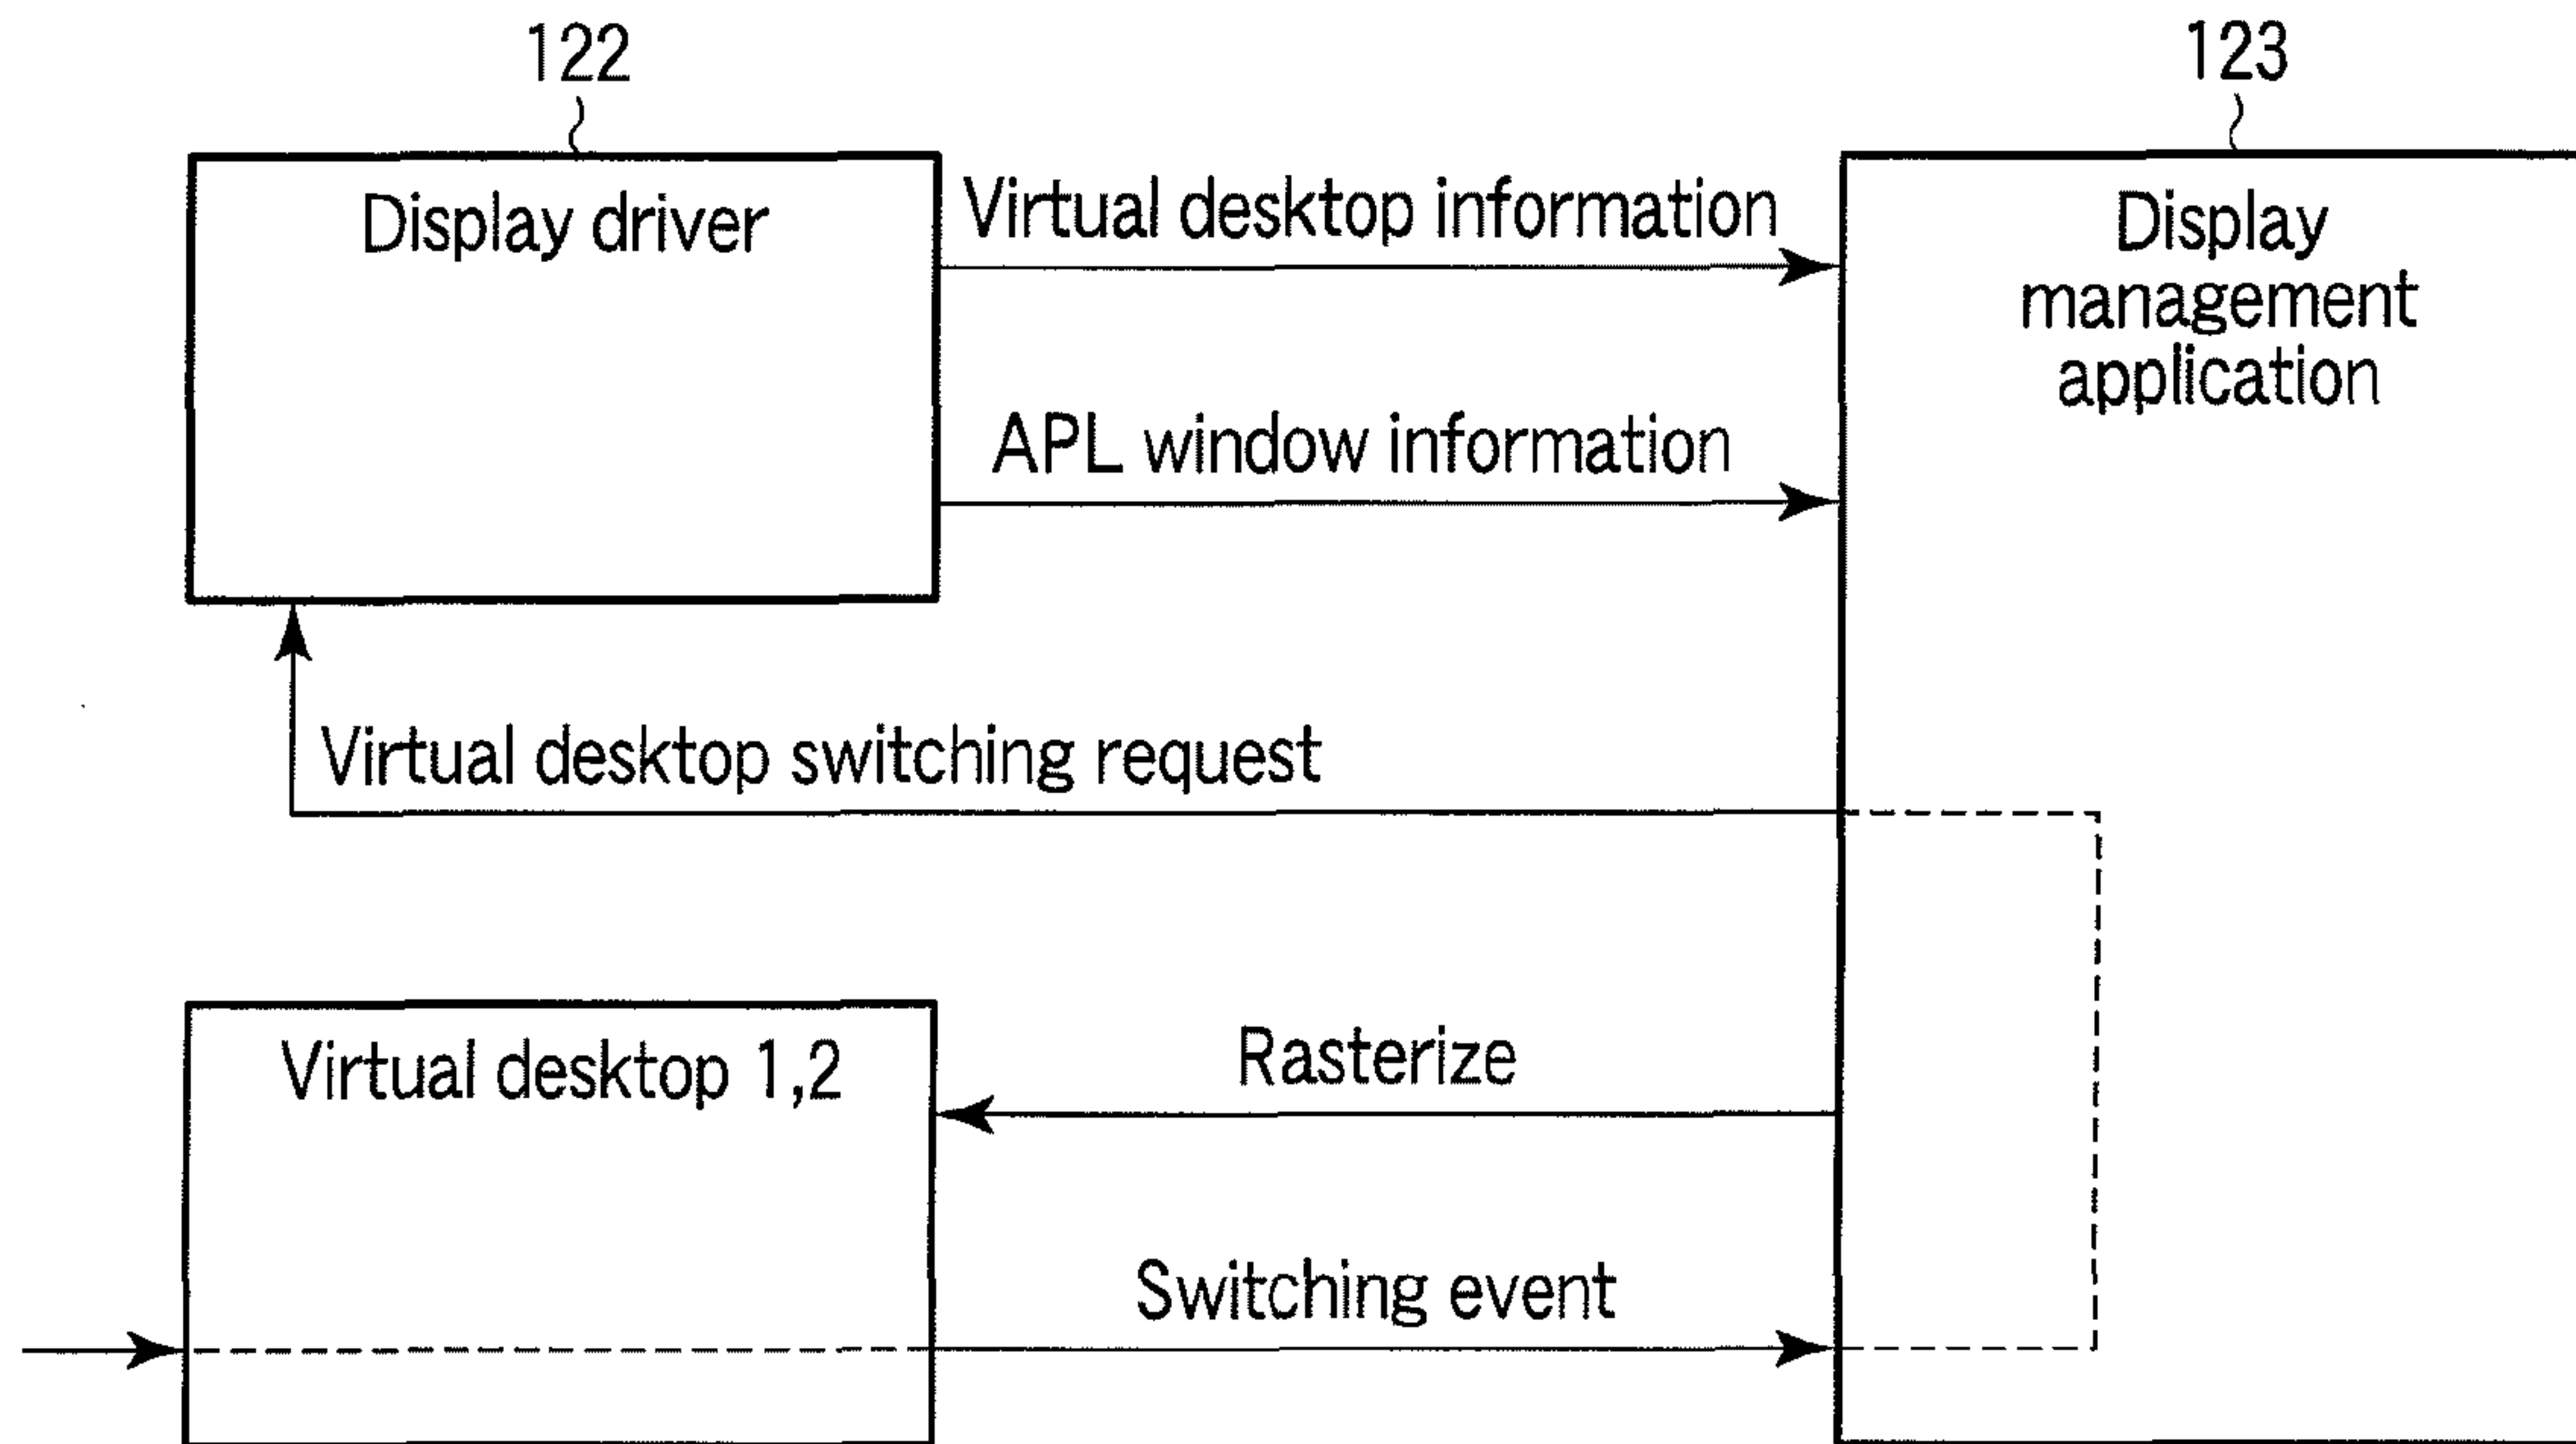 122
123
Display driver
Virtual desktop information
Display
management
application
APL window information
Virtual desktop switching request
Virtual desktop 1,2
Rasterize
Switching event